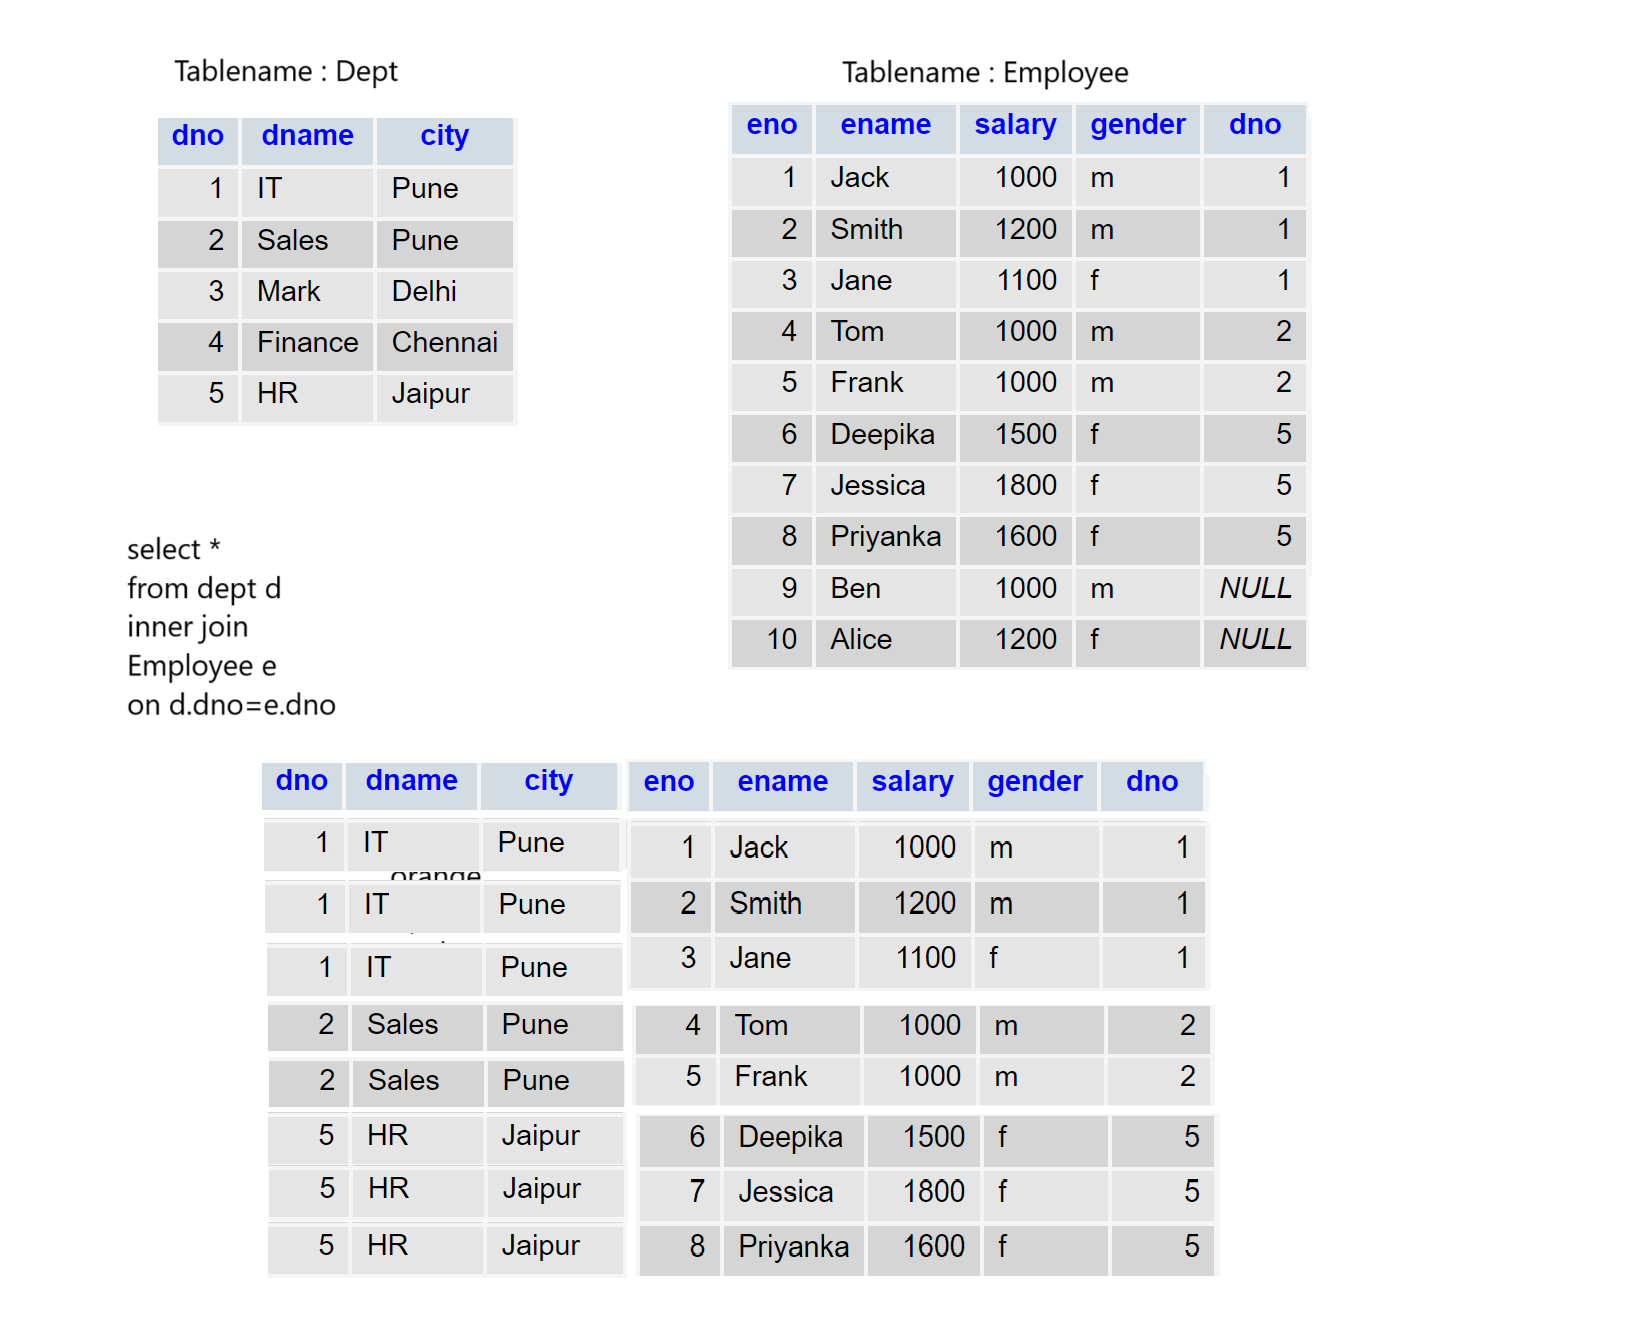 Tablename : Dept
dno dname city
1 IT Pune
2 Sales Pune
3 Mark Delhi
4 Finance Chennai
5 HR Jaipur
Tablename : Employee
eno ename salary gender dno
1 Jack 1000 m 1
2 Smith 1200 m 1
3 Jane 1100 f 1
4 Tom 1000 m 2
5 Frank 1000 m 2
6 Deepika 1500 f 5
7 Jessica 1800 f 5
8 Priyanka 1600 f 5
9 Ben 1000 m NULL
10 Alice 1200 f NULL
select *
from dept d
inner join
Employee e
on d.dno=e.dno
dno dname city eno ename salary gender dno
1 IT Pune 1 Jack 1000 m 1
orange
1 IT Pune 2 Smith 1200 m 1
1 IT Pune 3 Jane 1100 f 1
2 Sales Pune 4 Tom 1000 m 2
2 Sales Pune 5 Frank 1000 m 2
5 HR Jaipur 6 Deepika 1500 f 5
5 HR Jaipur 7 Jessica 1800 f 5
5 HR Jaipur 8 Priyanka 1600 f 5